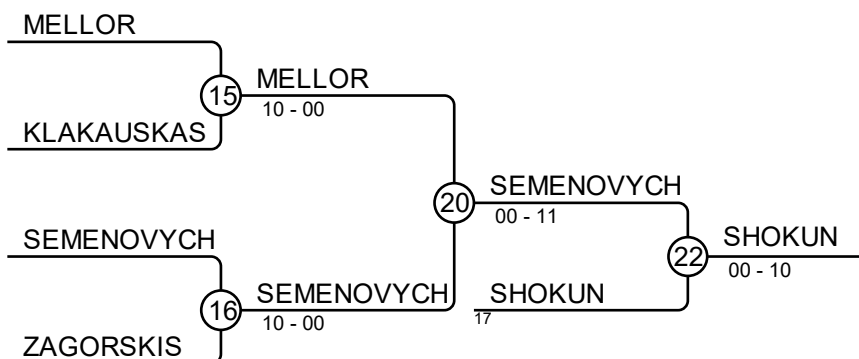 MELLOR
15
MELLOR
10 - 00
KLAKAUSKAS
20
SEMENOVYCH
00 - 11
SEMENOVYCH
22
SHOKUN
00 - 10
16
SEMENOVYCH
10 - 00
SHOKUN
17
ZAGORSKIS